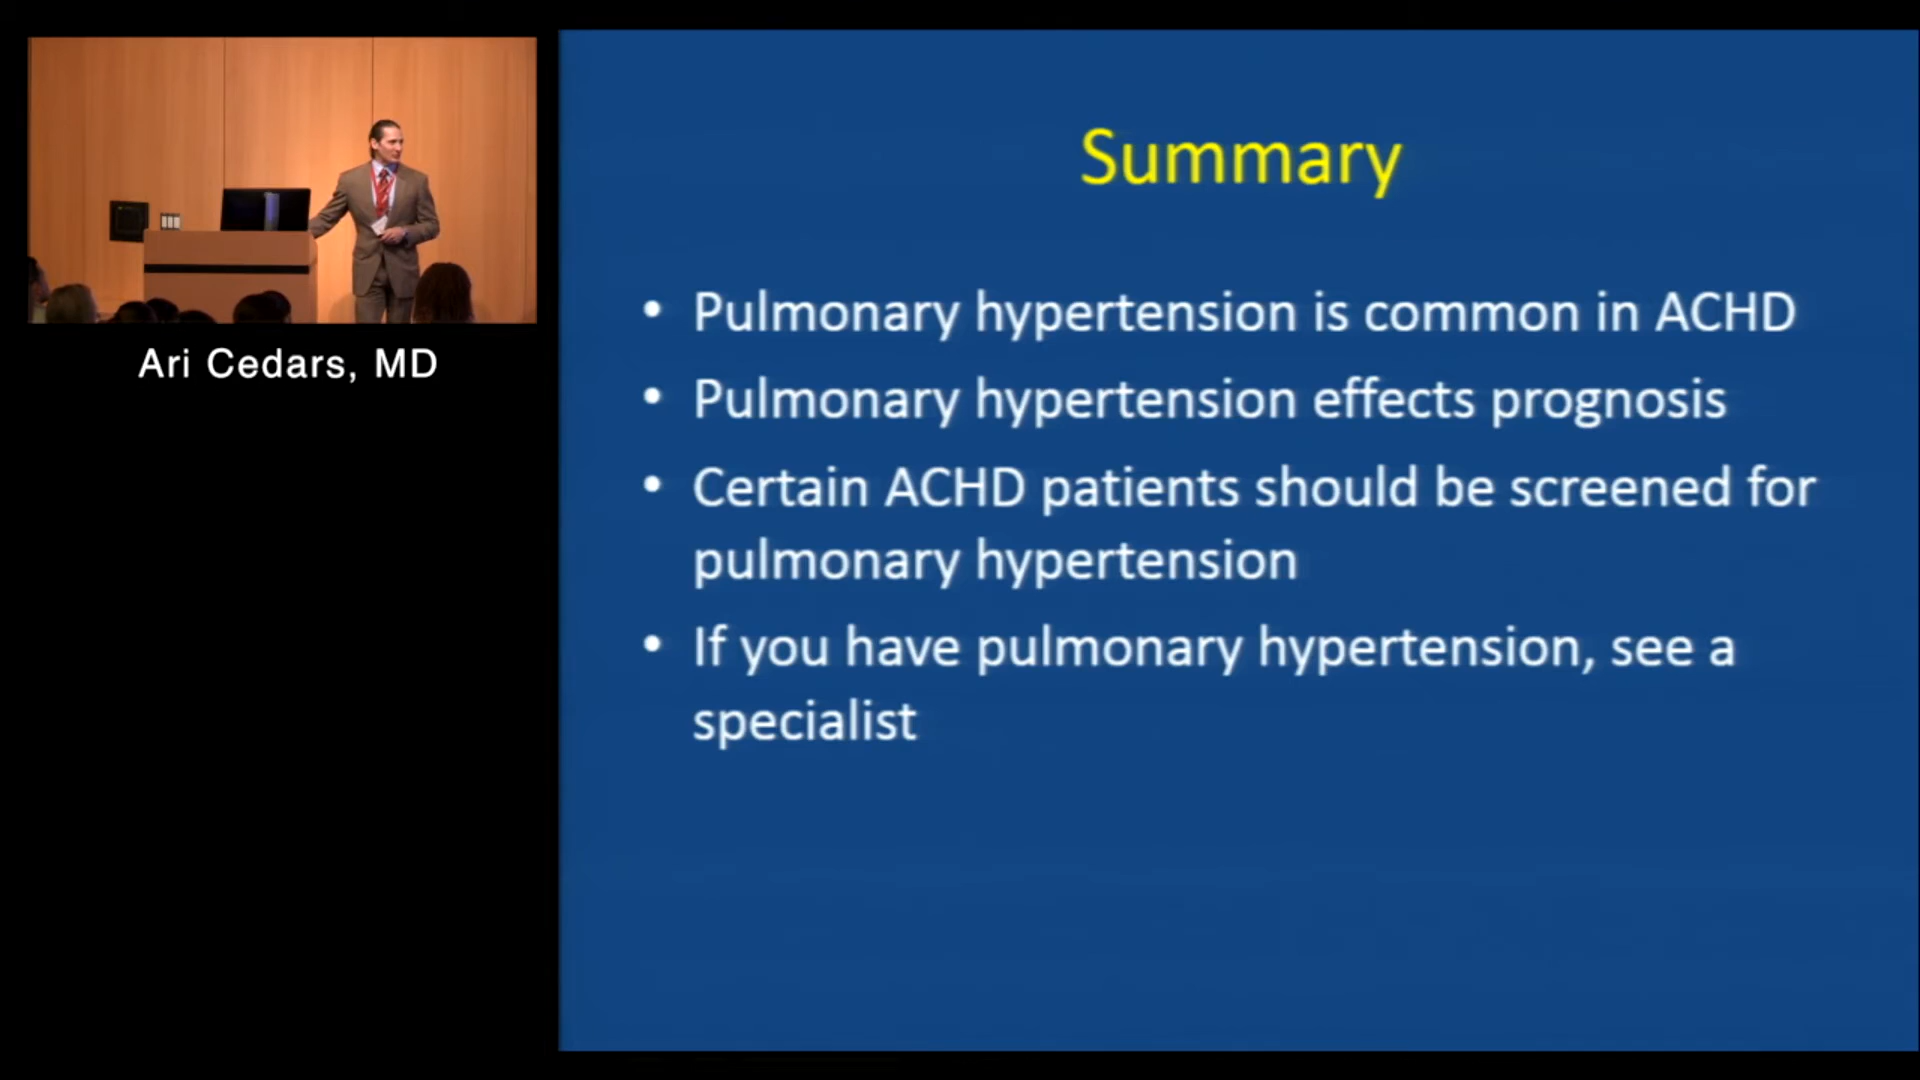 Ari Cedars, MD
Summary
• Pulmonary hypertension is common in ACHD
• Pulmonary hypertension effects prognosis
• Certain ACHD patients should be screened for
pulmonary hypertension
• If you have pulmonary hypertension, see a
specialist